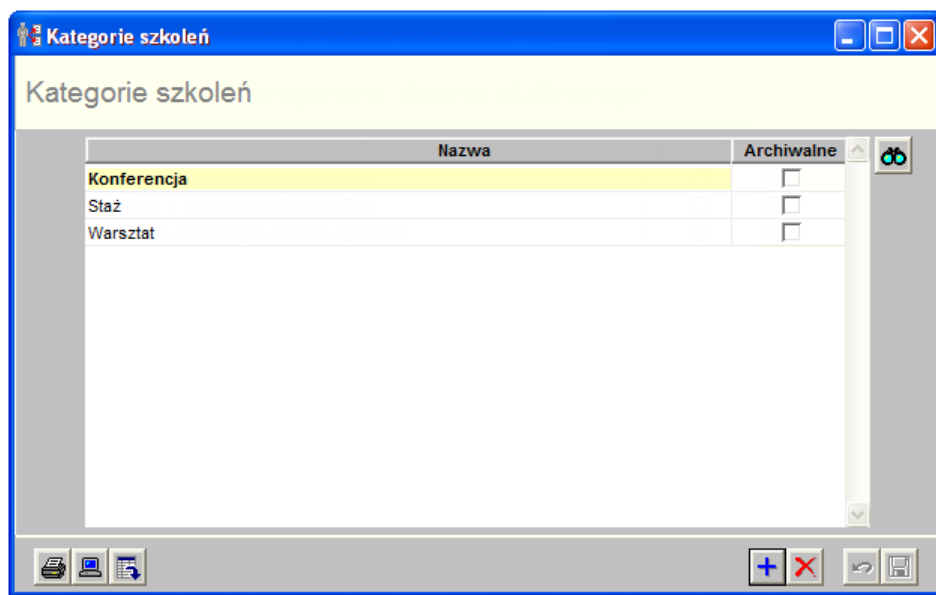 Kategorie szkoleń
Kategorie szkoleń
Nazwa Archiwalne
Konferencja
Staż
Warsztat